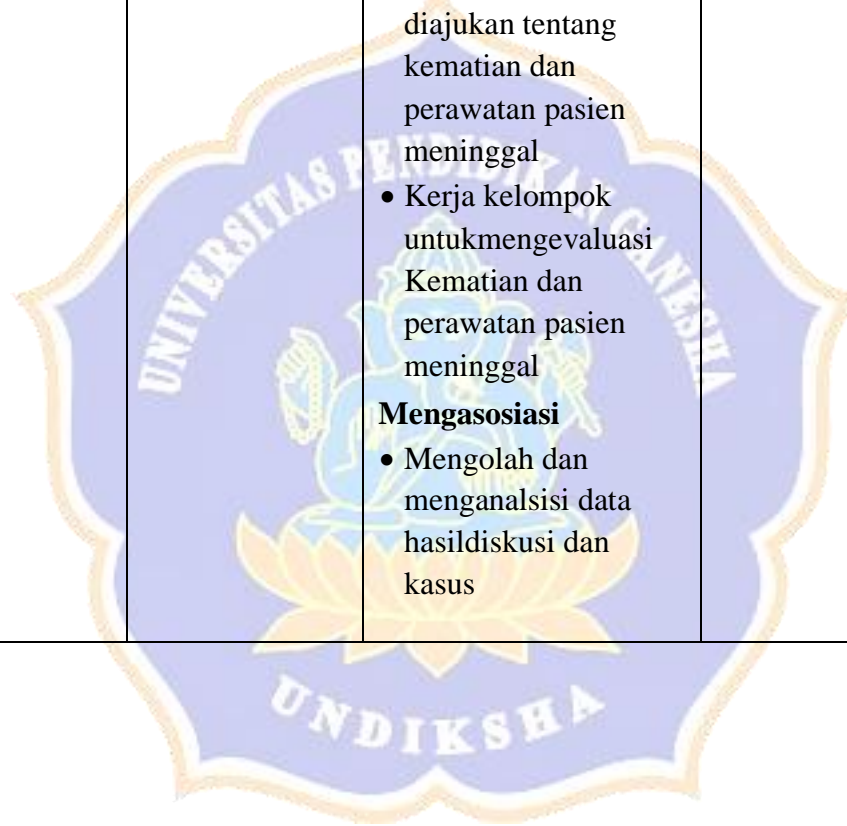 diajukan tentang
kematian dan
perawatan pasien
meninggal
• Kerja kelompok
untukmengevaluasi
Kematian dan
perawatan pasien
meninggal
Mengasosiasi
• Mengolah dan
menganalsisi data
hasildiskusi dan
kasus
UNIVERSITAS PENDIDIKAN GANESHA
UNDIKSHA